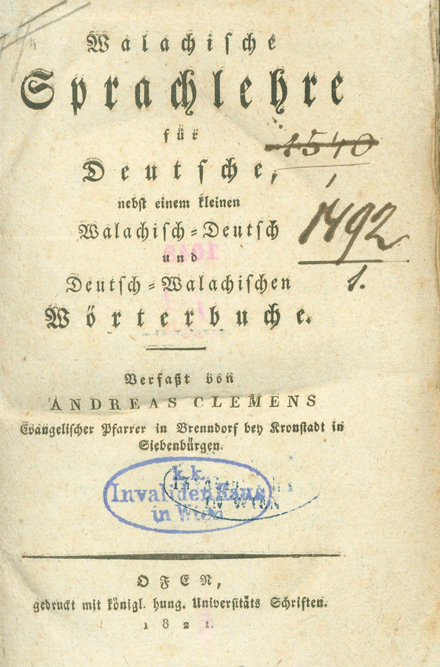 Walachische
Sprachlehre
für
Deutsche,
nebst einem kleinen
Walachisch-Deutsch
und
Deutsch-Walachischen
Wörterbuche.
1540
1492
1.
Verfaßt von
ANDREAS CLEMENS
Evangelischer Pfarrer in Brenndorf bey Kronstadt in
Siebenbürgen.
k. k.
Invaliden Haus
in Wien
OFEN,
gedruckt mit königl. hung. Universitäts Schriften.
1821.